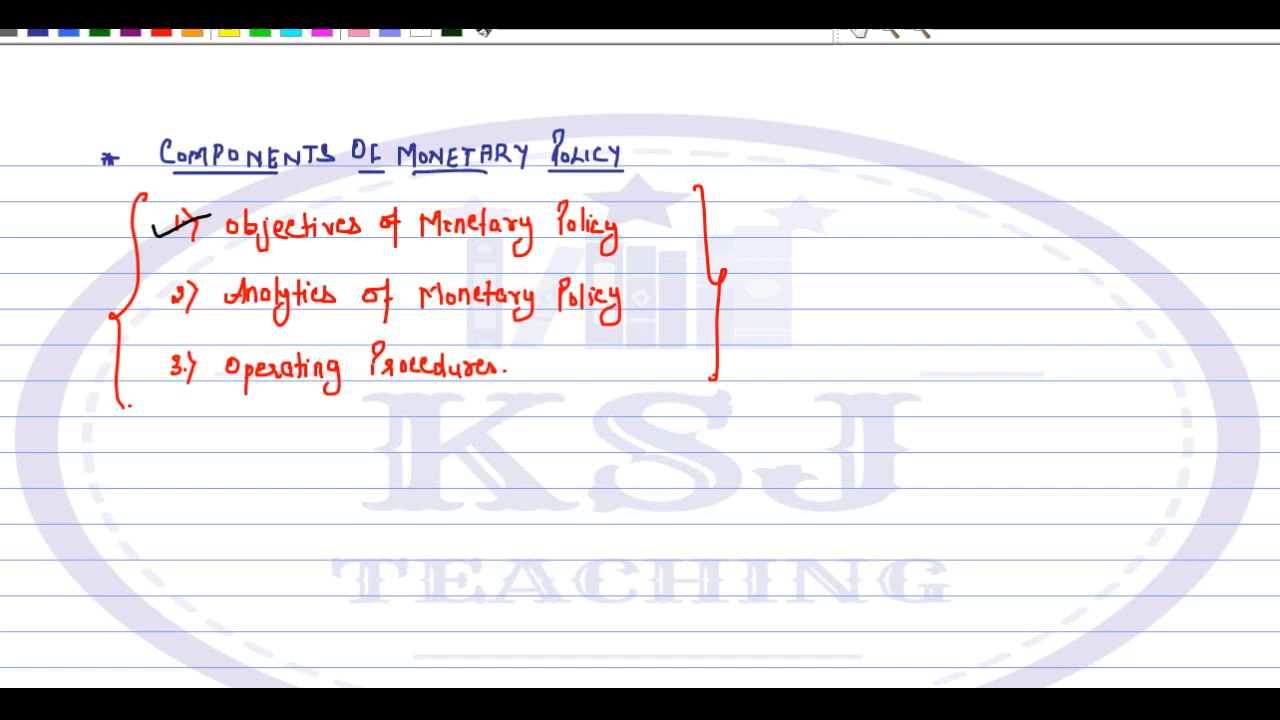 * COMPONENTS OF MONETARY POLICY
1.) Objectives of Monetary Policy
2) Analytics of Monetary Policy
3.) Operating Procedures.
KSJ
TEACHING